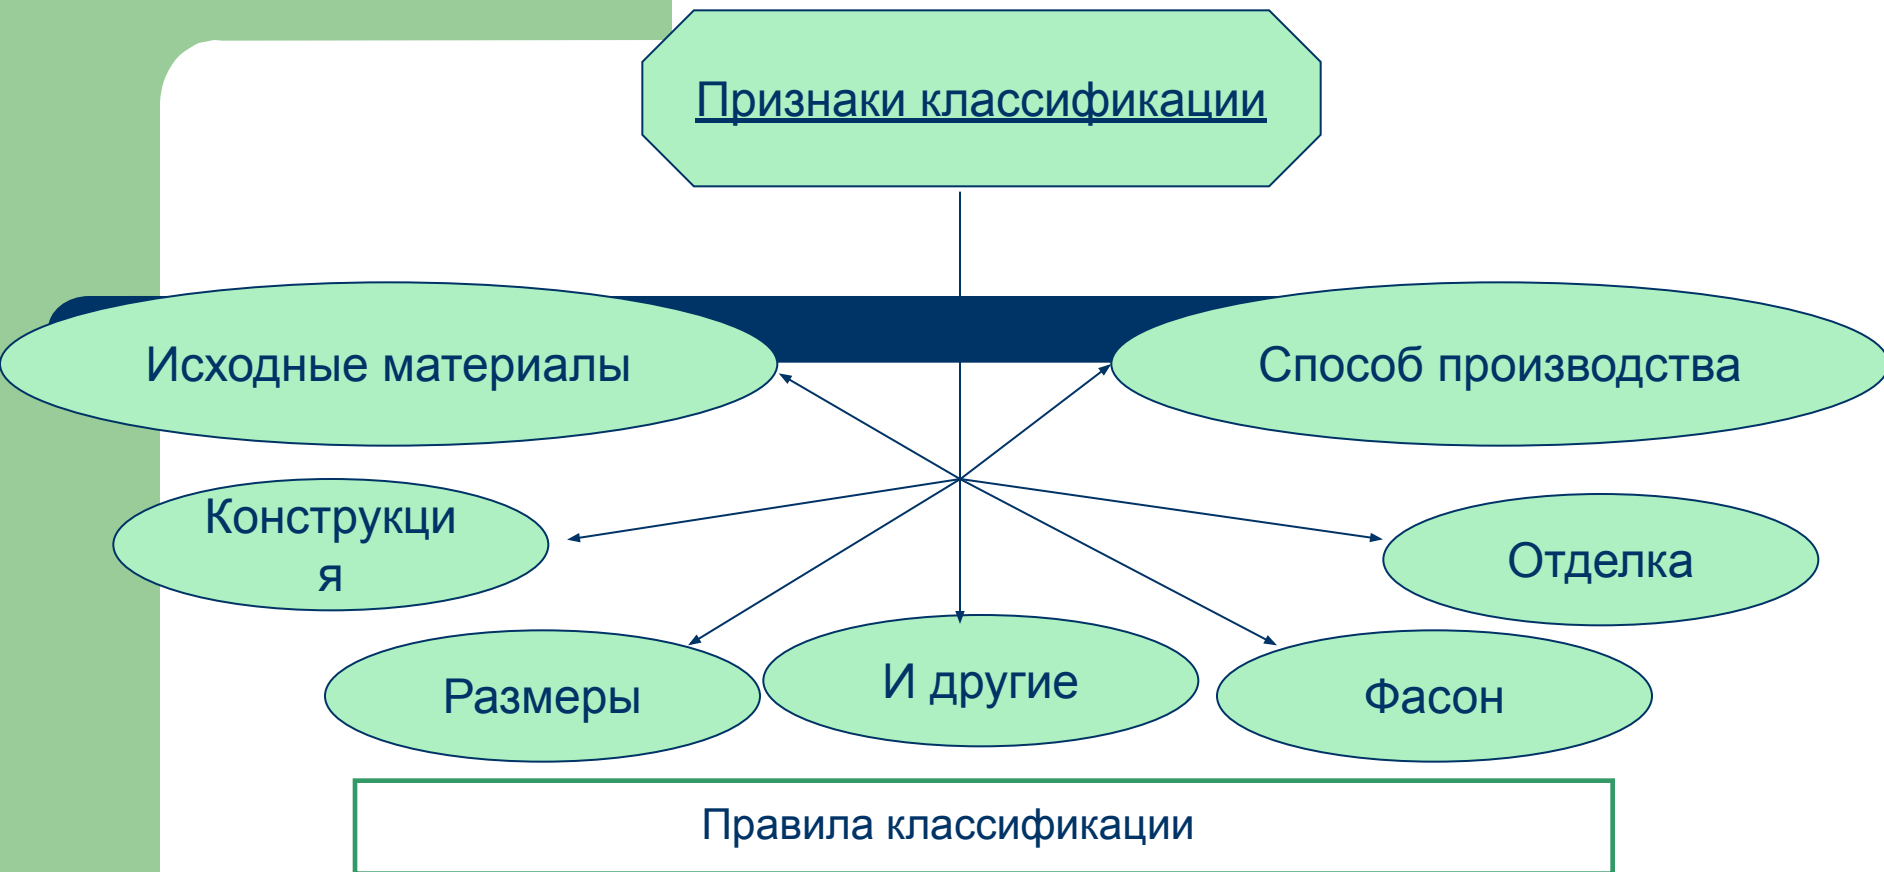 Признаки классификации
Исходные материалы
Способ производства
Конструкци
я
Отделка
Размеры
И другие
Фасон
Правила классификации